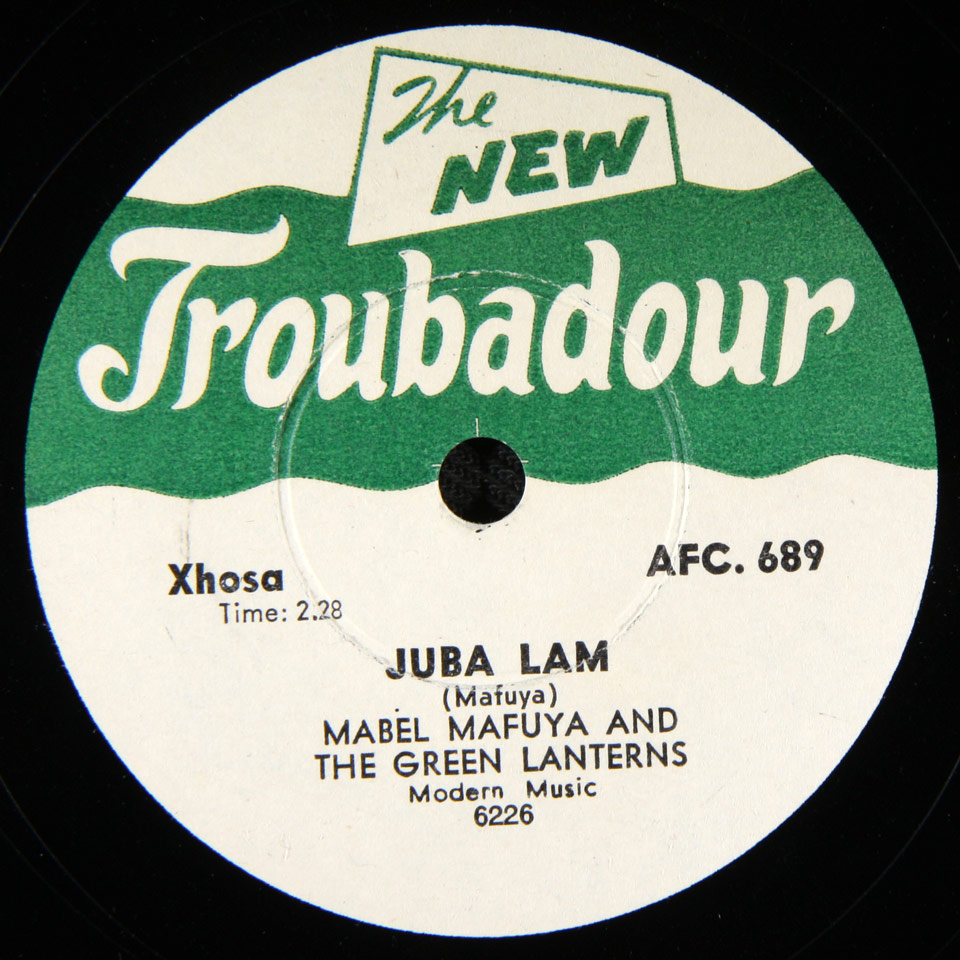 The
NEW
Troubadour
AFC. 689
Xhosa
Time: 2.28
JUBA LAM
(Mafuya)
MABEL MAFUYA AND
THE GREEN LANTERNS
Modern Music
6226